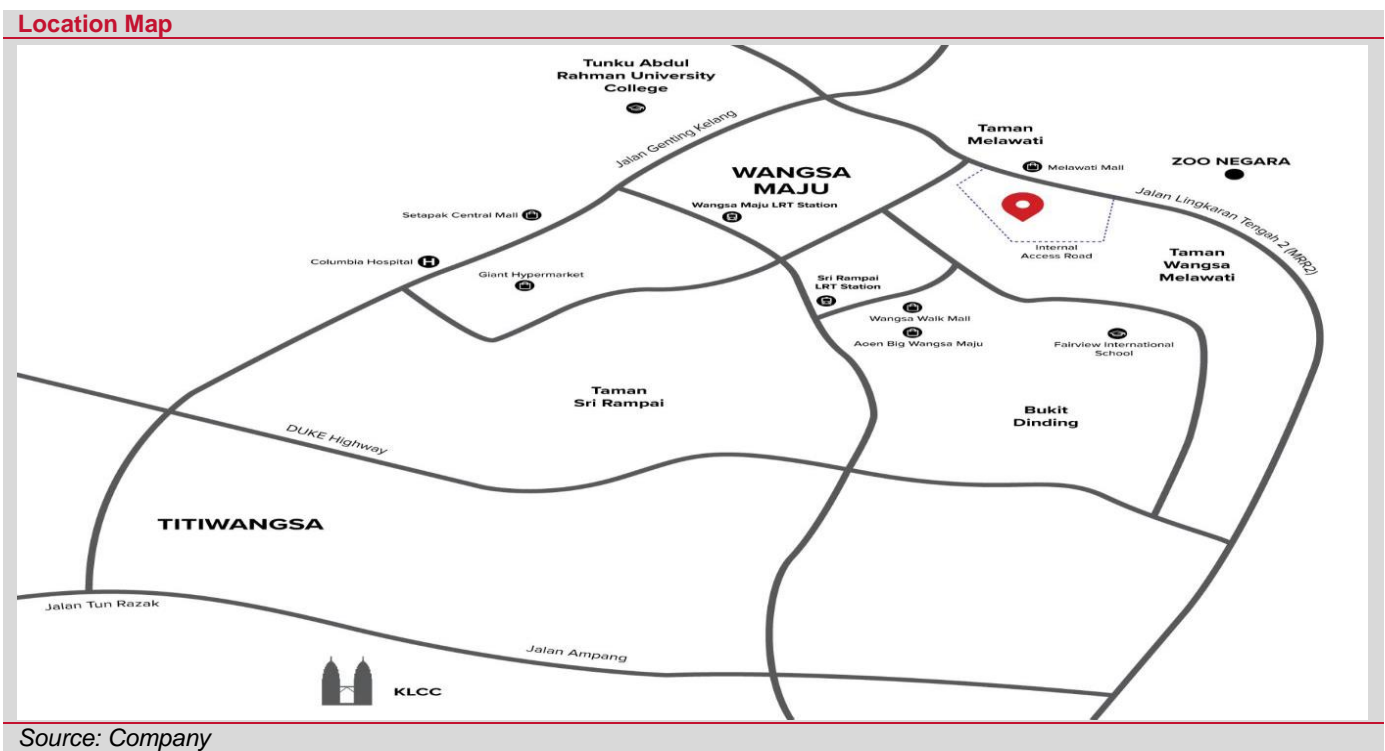 Location Map
Tunku Abdul
Rahman University
College
Jalan Genting Kelang
Taman
Melawati
Melawati Mall
ZOO NEGARA
WANGSA
MAJU
Wangsa Maju LRT Station
Jalan Lingkaran Tengah 2 (MRR2)
Setapak Central Mall
Internal
Access Road
Taman
Wangsa
Melawati
Columbia Hospital
H
Giant Hypermarket
Sri Rampai
LRT Station
Wangsa Walk Mall
Aoen Big Wangsa Maju
Fairview International
School
Taman
Sri Rampai
Bukit
Dinding
DUKE Highway
TITIWANGSA
Jalan Tun Razak
Jalan Ampang
KLCC
Source: Company